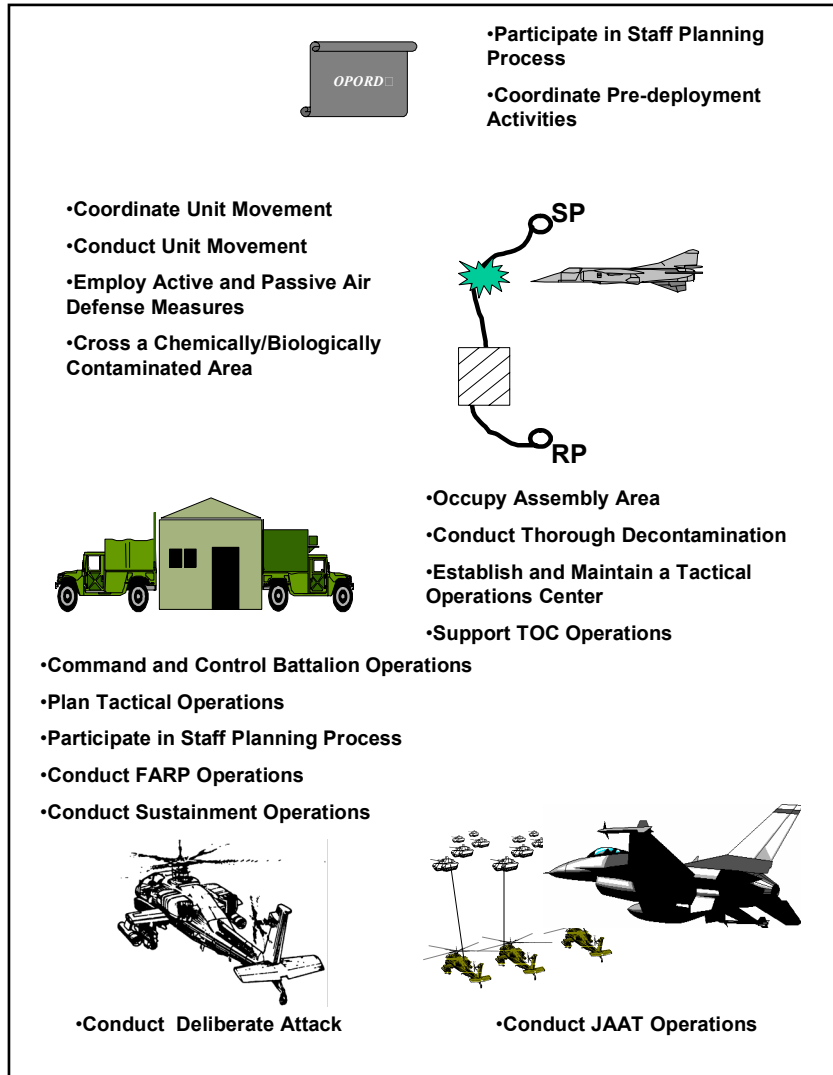 •Participate in Staff Planning
Process
OPORD□
•Coordinate Pre-deployment
Activities
•Coordinate Unit Movement
•Conduct Unit Movement
•Employ Active and Passive Air
Defense Measures
•Cross a Chemically/Biologically
Contaminated Area
SP
RP
•Occupy Assembly Area
•Conduct Thorough Decontamination
•Establish and Maintain a Tactical
Operations Center
•Support TOC Operations
•Command and Control Battalion Operations
•Plan Tactical Operations
•Participate in Staff Planning Process
•Conduct FARP Operations
•Conduct Sustainment Operations
•Conduct  Deliberate Attack
•Conduct JAAT Operations